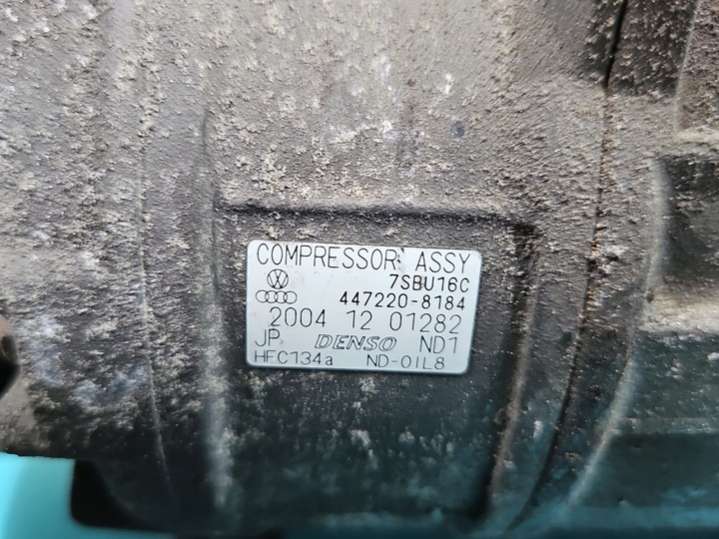 COMPRESSOR ASSY
7SBU16C
447220-8184
2004 12 01282
JP DENSO ND1
HFC134a ND-OIL8